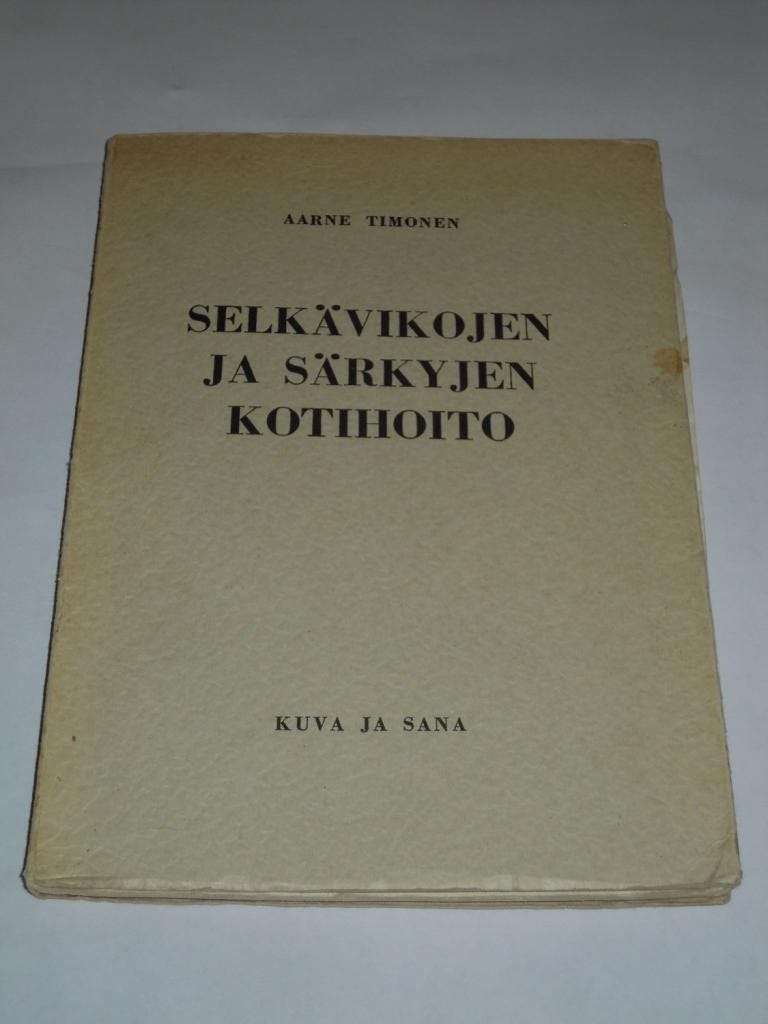 AARNE TIMONEN
SELKÄVIKOJEN
JA SÄRKYJEN
KOTIHOITO
KUVA JA SANA